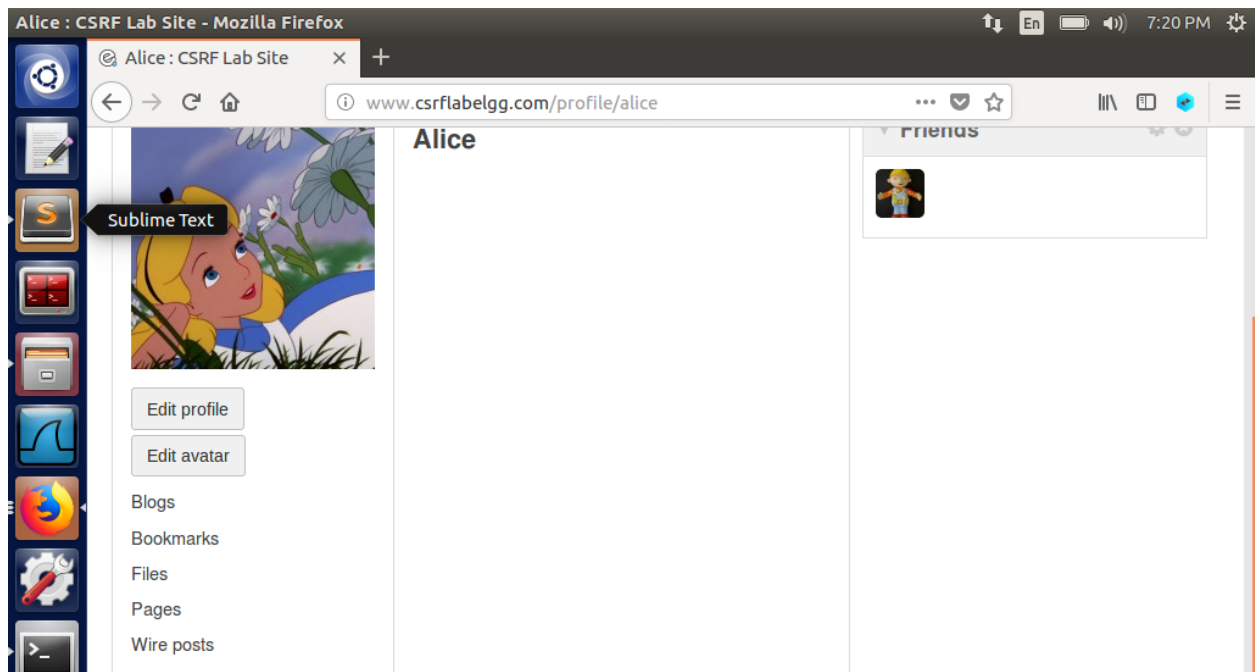 Alice : CSRF Lab Site - Mozilla Firefox
En
7:20 PM
Alice : CSRF Lab Site
www.csrflabelgg.com/profile/alice
Alice
Friends
S
Sublime Text
Edit profile
Edit avatar
Blogs
Bookmarks
Files
Pages
Wire posts
>_